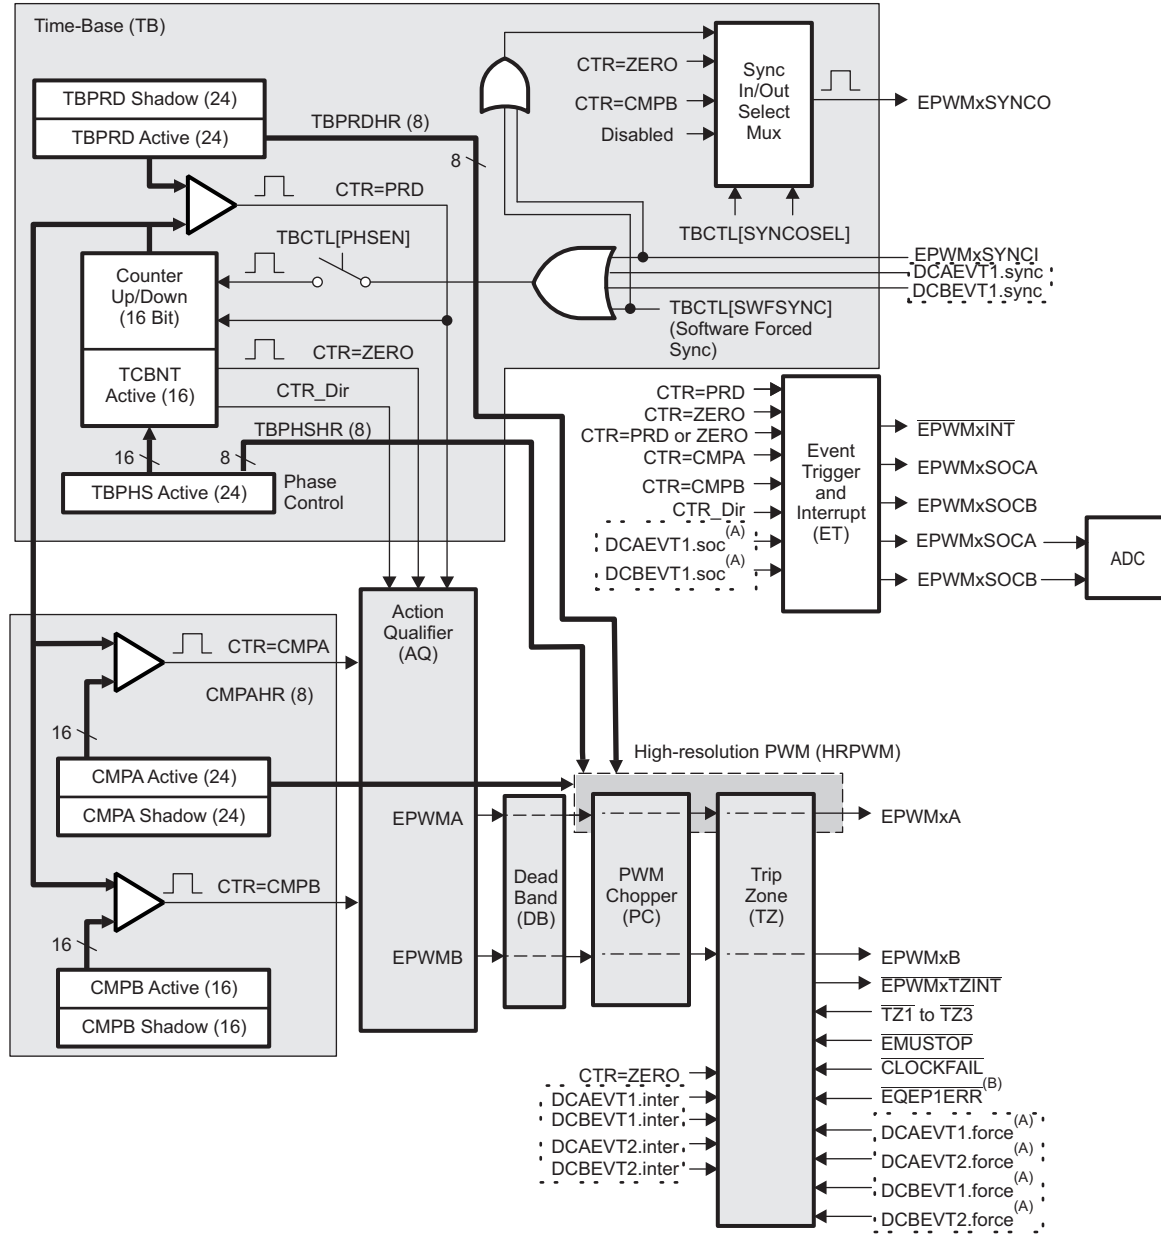 Time-Base (TB)
TBPRD Shadow (24)
TBPRD Active (24)
TBPRDHR (8)
8
CTR=PRD
TBCTL[PHSEN]
Counter
Up/Down
(16 Bit)
TCBNT
Active (16)
CTR=ZERO
CTR_Dir
TBPHSHR (8)
16
8
TBPHS Active (24)
Phase
Control
CTR=ZERO
CTR=CMPB
Disabled
Sync
In/Out
Select
Mux
EPWMxSYNCO
TBCTL[SYNCOSEL]
EPWMxSYNCI
DCAEVT1.sync
DCBEVT1.sync
TBCTL[SWFSYNC]
(Software Forced
Sync)
CTR=PRD
CTR=ZERO
CTR=PRD or ZERO
CTR=CMPA
CTR=CMPB
CTR_Dir
DCAEVT1.soc(A)
DCBEVT1.soc(A)
Event
Trigger
and
Interrupt
(ET)
EPWMxINT
EPWMxSOCA
EPWMxSOCB
EPWMxSOCA
EPWMxSOCB
ADC
Action
Qualifier
(AQ)
CTR=CMPA
CMPAHR (8)
16
CMPA Active (24)
CMPA Shadow (24)
CTR=CMPB
16
CMPB Active (16)
CMPB Shadow (16)
EPWMA
EPWMB
High-resolution PWM (HRPWM)
Dead
Band
(DB)
PWM
Chopper
(PC)
Trip
Zone
(TZ)
EPWMxA
EPWMxB
EPWMxTZINT
TZ1 to TZ3
EMUSTOP
CLOCKFAIL
EQEP1ERR(B)
DCAEVT1.force(A)
DCAEVT2.force(A)
DCBEVT1.force(A)
DCBEVT2.force(A)
CTR=ZERO
DCAEVT1.inter
DCBEVT1.inter
DCAEVT2.inter
DCBEVT2.inter